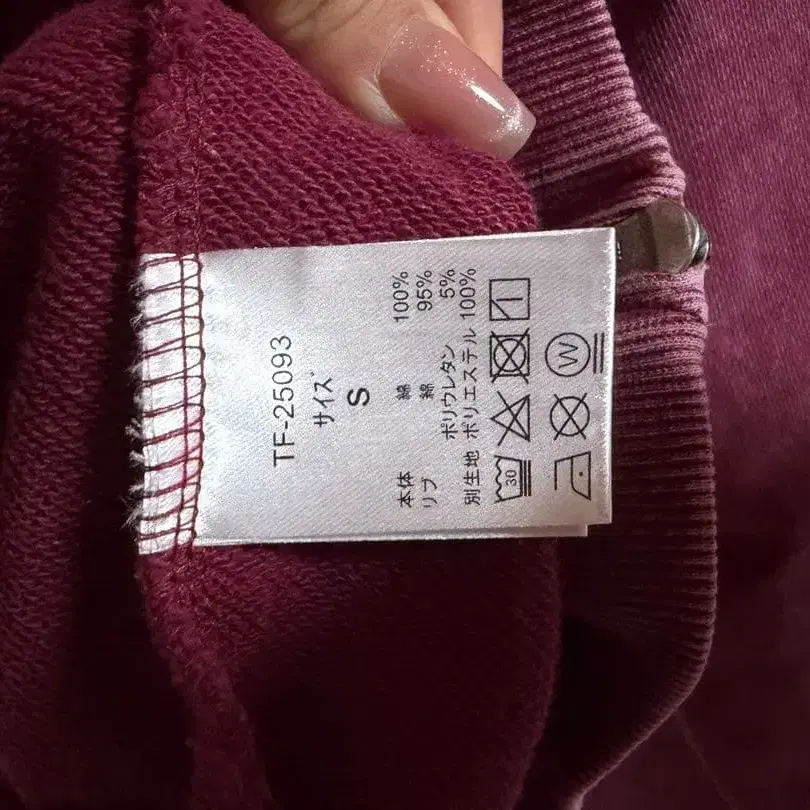 TF-25093
サイズ
S
本体 綿 100%
リブ 綿 95%
ポリウレタン 5%
別生地 ポリエステル 100%
30
W